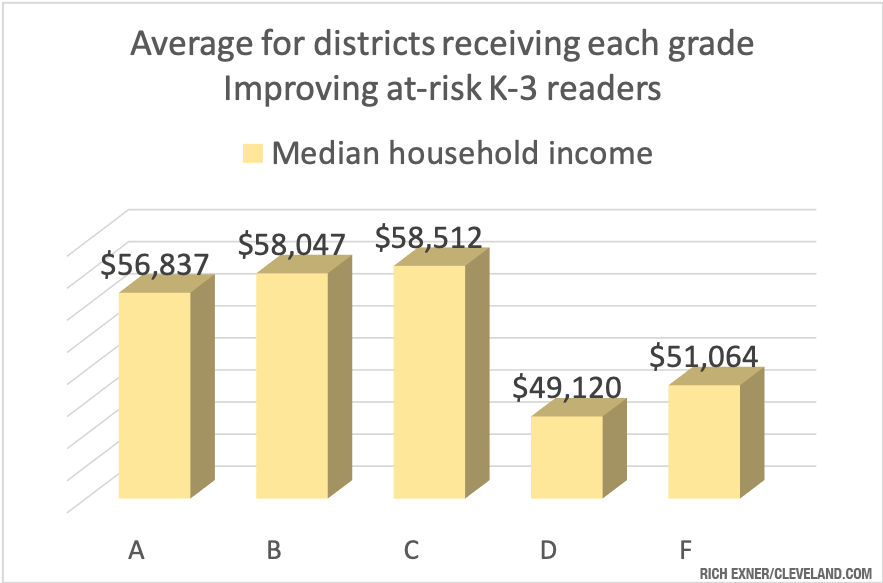 Average for districts receiving each grade
Improving at-risk K-3 readers
Median household income
$56,837
$58,047
$58,512
$49,120
$51,064
A
B
C
D
F
RICH EXNER/CLEVELAND.COM